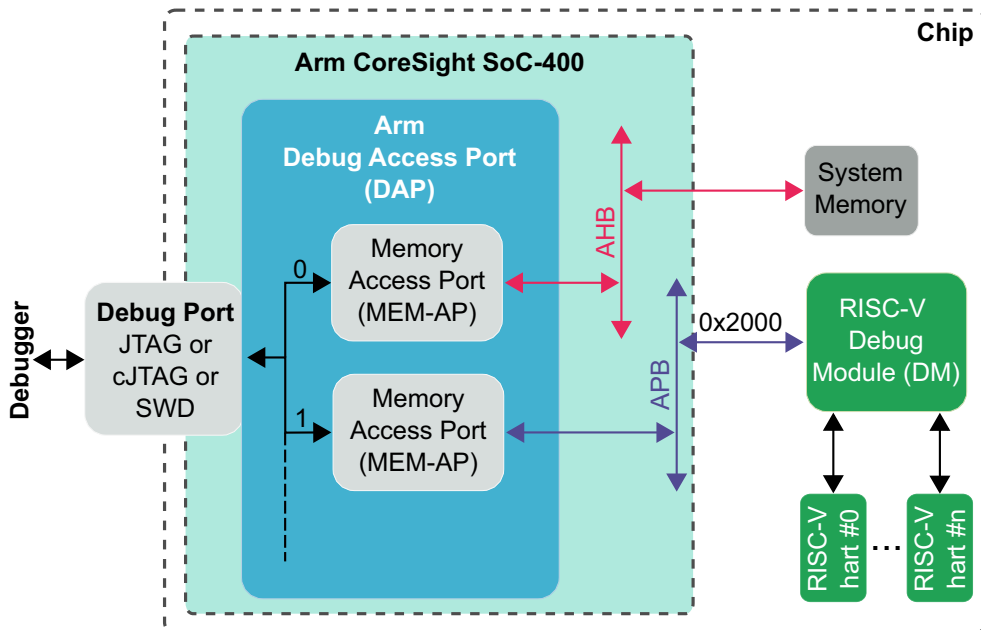 Chip
Arm CoreSight SoC-400
Arm
Debug Access Port
(DAP)
System
Memory
AHB
0
Memory
Access Port
(MEM-AP)
Debugger
Debug Port
JTAG or
cJTAG or
SWD
APB
0x2000
RISC-V
Debug
Module (DM)
1
Memory
Access Port
(MEM-AP)
RISC-V
hart #0
...
RISC-V
hart #n